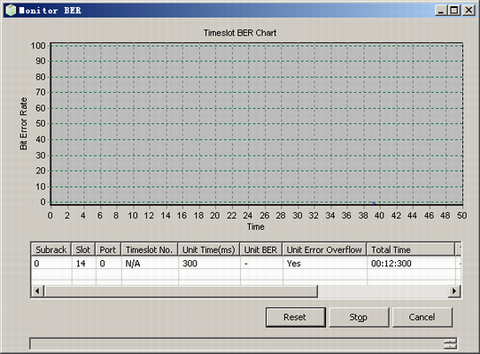 Monitor BER
Timeslot BER Chart
100
90
80
70
60
50
40
30
20
10
0
Bit Error Rate
0 2 4 6 8 10 12 14 16 18 20 22 24 26 28 30 32 34 36 38 40 42 44 46 48 50
Time
Subrack Slot Port Timeslot No. Unit Time(ms) Unit BER Unit Error Overflow Total Time
0 14 0 N/A 300 - Yes 00:12:300
Reset Stop Cancel